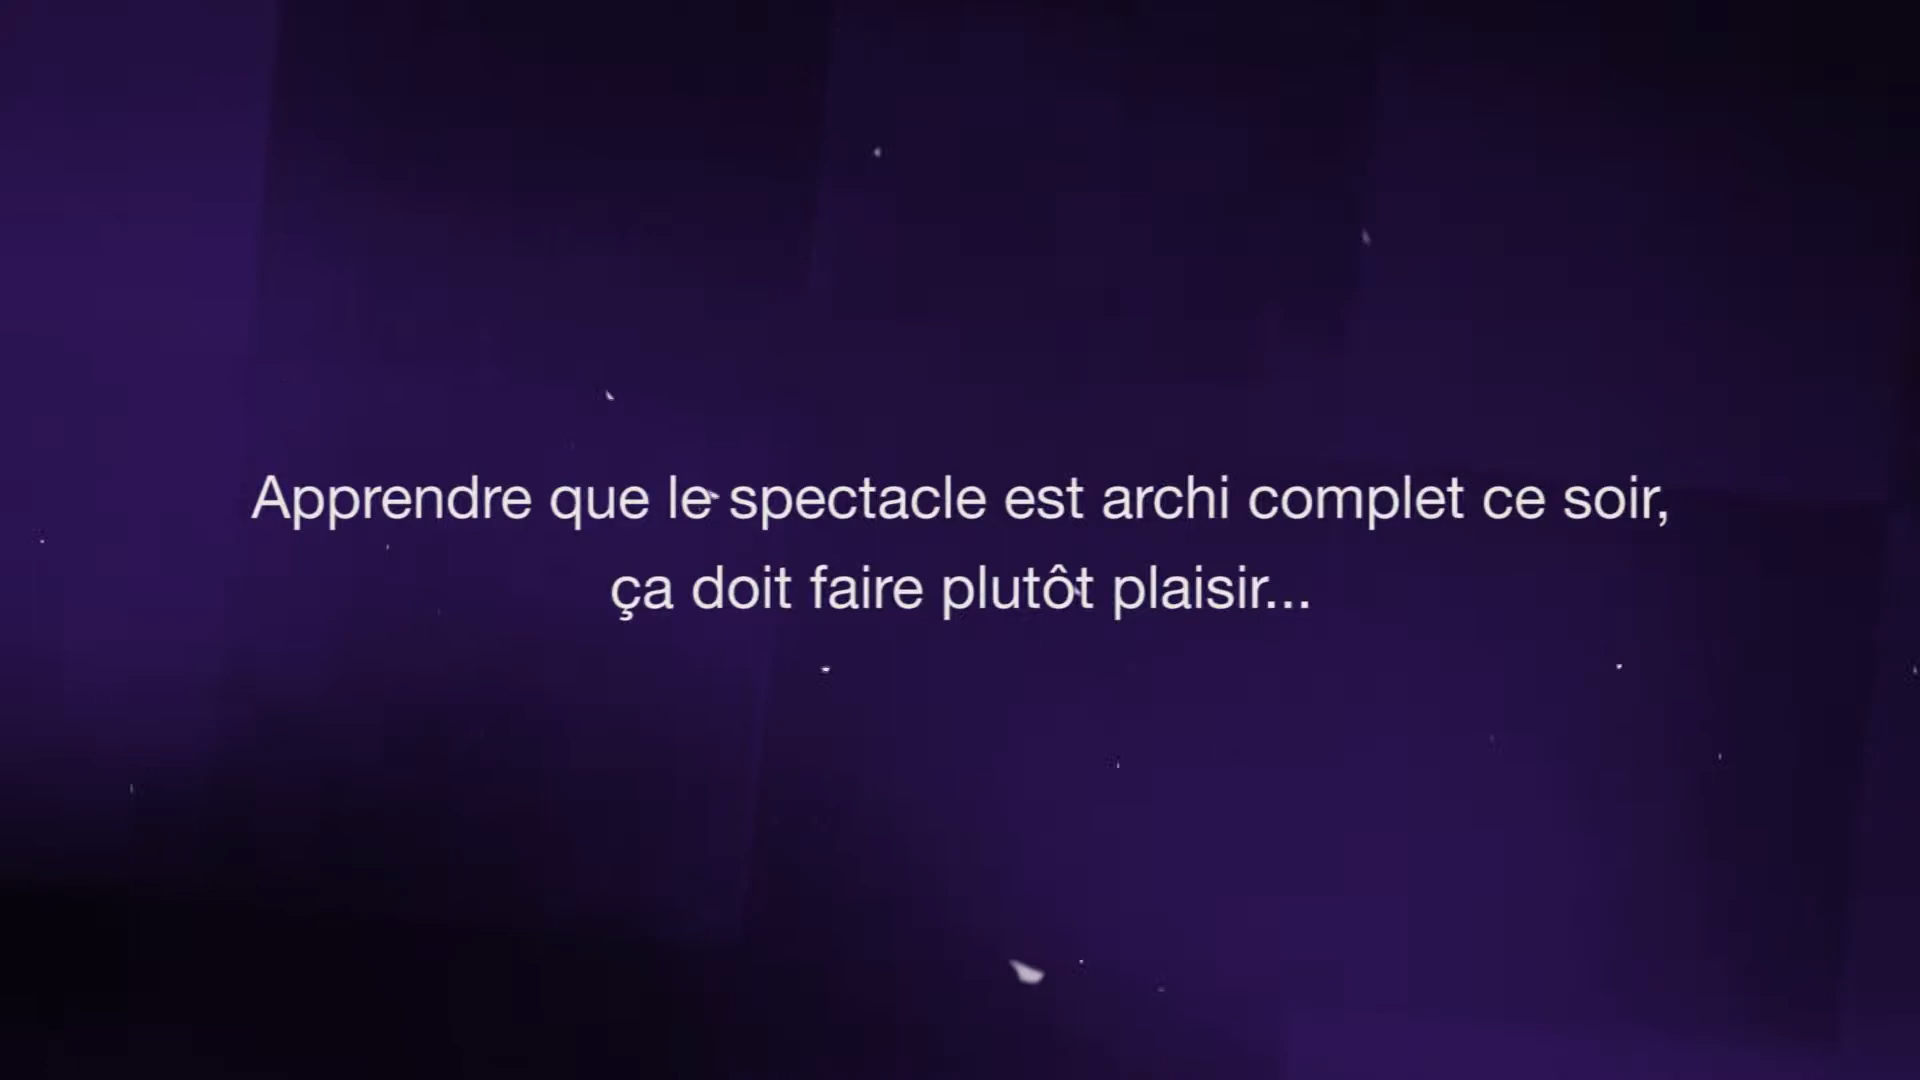 Apprendre que le spectacle est archi complet ce soir,
ça doit faire plutôt plaisir...